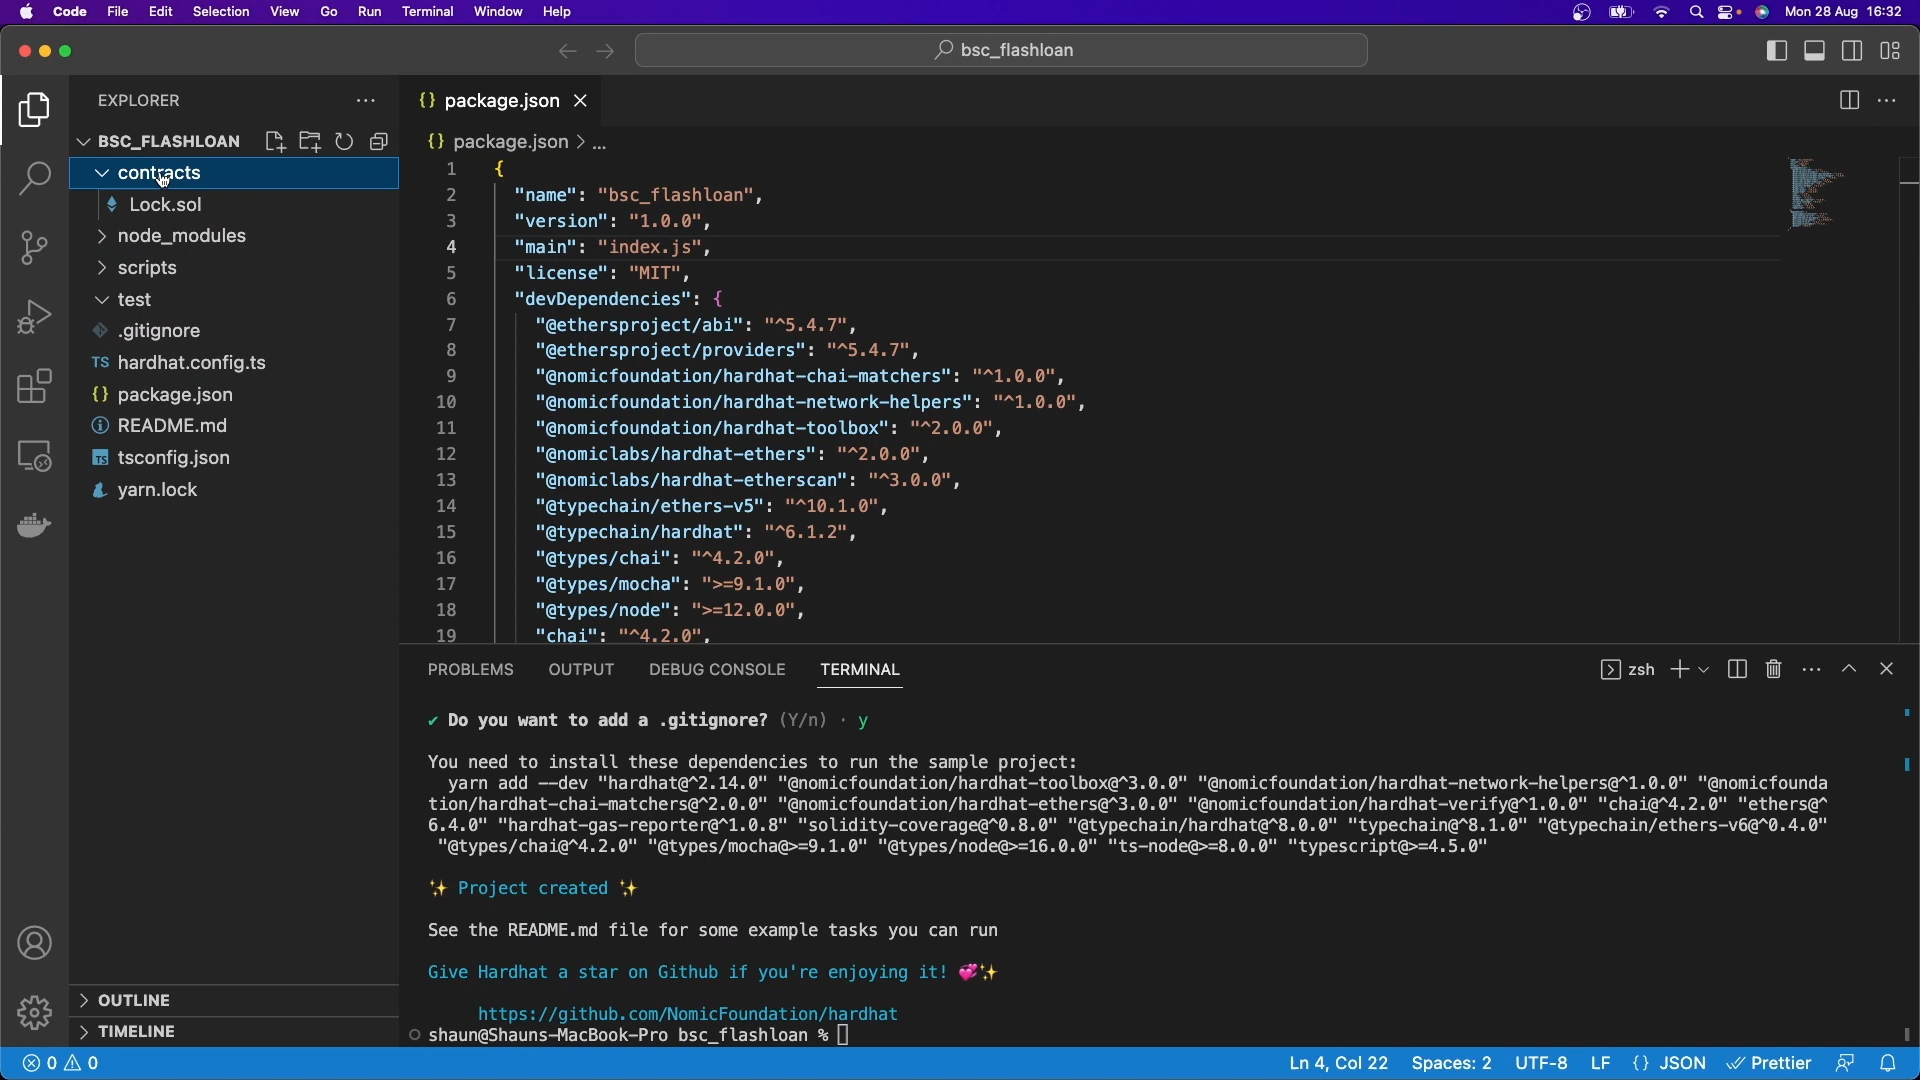 Code File Edit Selection View Go Run Terminal Window Help Mon 28 Aug 16:32
bsc_flashloan
EXPLORER
BSC_FLASHLOAN
contracts
Lock.sol
node_modules
scripts
test
.gitignore
TS hardhat.config.ts
{} package.json
README.md
TS tsconfig.json
yarn.lock
OUTLINE
TIMELINE
{} package.json
{} package.json > ...
1 {
2 "name": "bsc_flashloan",
3 "version": "1.0.0",
4 "main": "index.js",
5 "license": "MIT",
6 "devDependencies": {
7 "@ethersproject/abi": "^5.4.7",
8 "@ethersproject/providers": "^5.4.7",
9 "@nomicfoundation/hardhat-chai-matchers": "^1.0.0",
10 "@nomicfoundation/hardhat-network-helpers": "^1.0.0",
11 "@nomicfoundation/hardhat-toolbox": "^2.0.0",
12 "@nomiclabs/hardhat-ethers": "^2.0.0",
13 "@nomiclabs/hardhat-etherscan": "^3.0.0",
14 "@typechain/ethers-v5": "^10.1.0",
15 "@typechain/hardhat": "^6.1.2",
16 "@types/chai": "^4.2.0",
17 "@types/mocha": ">=9.1.0",
18 "@types/node": ">=12.0.0",
19 "chai": "^4.2.0",
PROBLEMS OUTPUT DEBUG CONSOLE TERMINAL zsh
✔ Do you want to add a .gitignore? (Y/n) · y
You need to install these dependencies to run the sample project:
yarn add --dev "hardhat@^2.14.0" "@nomicfoundation/hardhat-toolbox@^3.0.0" "@nomicfoundation/hardhat-network-helpers@^1.0.0" "@nomicfounda
tion/hardhat-chai-matchers@^2.0.0" "@nomicfoundation/hardhat-ethers@^3.0.0" "@nomicfoundation/hardhat-verify@^1.0.0" "chai@^4.2.0" "ethers@^
6.4.0" "hardhat-gas-reporter@^1.0.8" "solidity-coverage@^0.8.0" "@typechain/hardhat@^8.0.0" "typechain@^8.1.0" "@typechain/ethers-v6@^0.4.0"
"@types/chai@^4.2.0" "@types/mocha@>=9.1.0" "@types/node@>=16.0.0" "ts-node@>=8.0.0" "typescript@>=4.5.0"
✨ Project created ✨
See the README.md file for some example tasks you can run
Give Hardhat a star on Github if you're enjoying it! 💞✨
https://github.com/NomicFoundation/hardhat
shaun@Shauns-MacBook-Pro bsc_flashloan %
0 0 Ln 4, Col 22 Spaces: 2 UTF-8 LF {} JSON Prettier